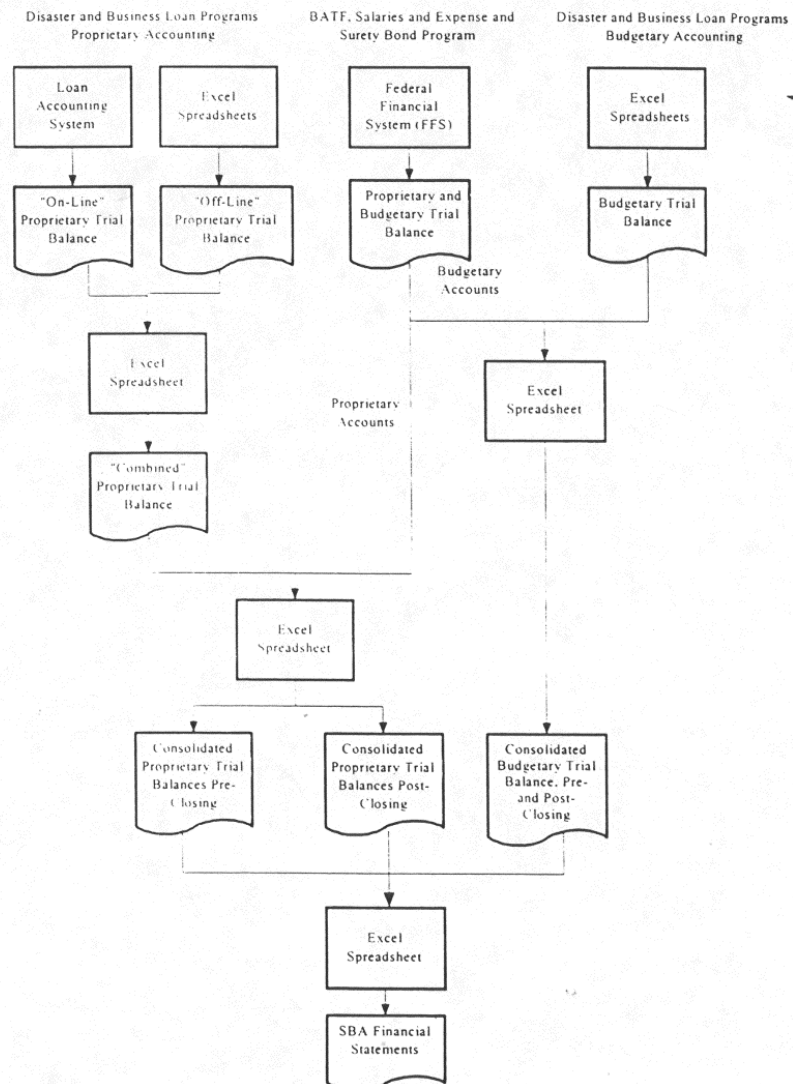 Disaster and Business Loan Programs
Proprietary Accounting
BATF, Salaries and Expense and
Surety Bond Program
Disaster and Business Loan Programs
Budgetary Accounting
Loan
Accounting
System
Excel
Spreadsheets
Federal
Financial
System (FFS)
Excel
Spreadsheets
"On-Line"
Proprietary Trial
Balance
"Off-Line"
Proprietary Trial
Balance
Proprietary and
Budgetary Trial
Balance
Budgetary Trial
Balance
Budgetary
Accounts
Excel
Spreadsheet
Proprietary
Accounts
Excel
Spreadsheet
"Combined"
Proprietary Trial
Balance
Excel
Spreadsheet
Consolidated
Proprietary Trial
Balances Pre-
Closing
Consolidated
Proprietary Trial
Balances Post-
Closing
Consolidated
Budgetary Trial
Balance, Pre-
and Post-
Closing
Excel
Spreadsheet
SBA Financial
Statements